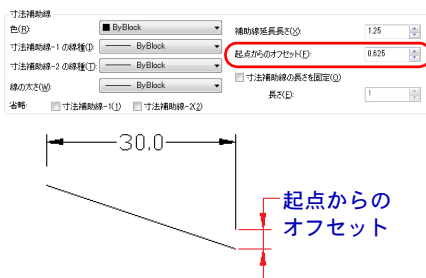 寸法補助線
色(R): ByBlock
寸法補助線-1 の線種(I): ByBlock
寸法補助線-2 の線種(T): ByBlock
線の太さ(W): ByBlock
省略: 寸法補助線-1(1) 寸法補助線-2(2)
補助線延長長さ(X): 1.25
起点からのオフセット(F): 0.625
寸法補助線の長さを固定(O)
長さ(E): 1
30.0
起点からの
オフセット